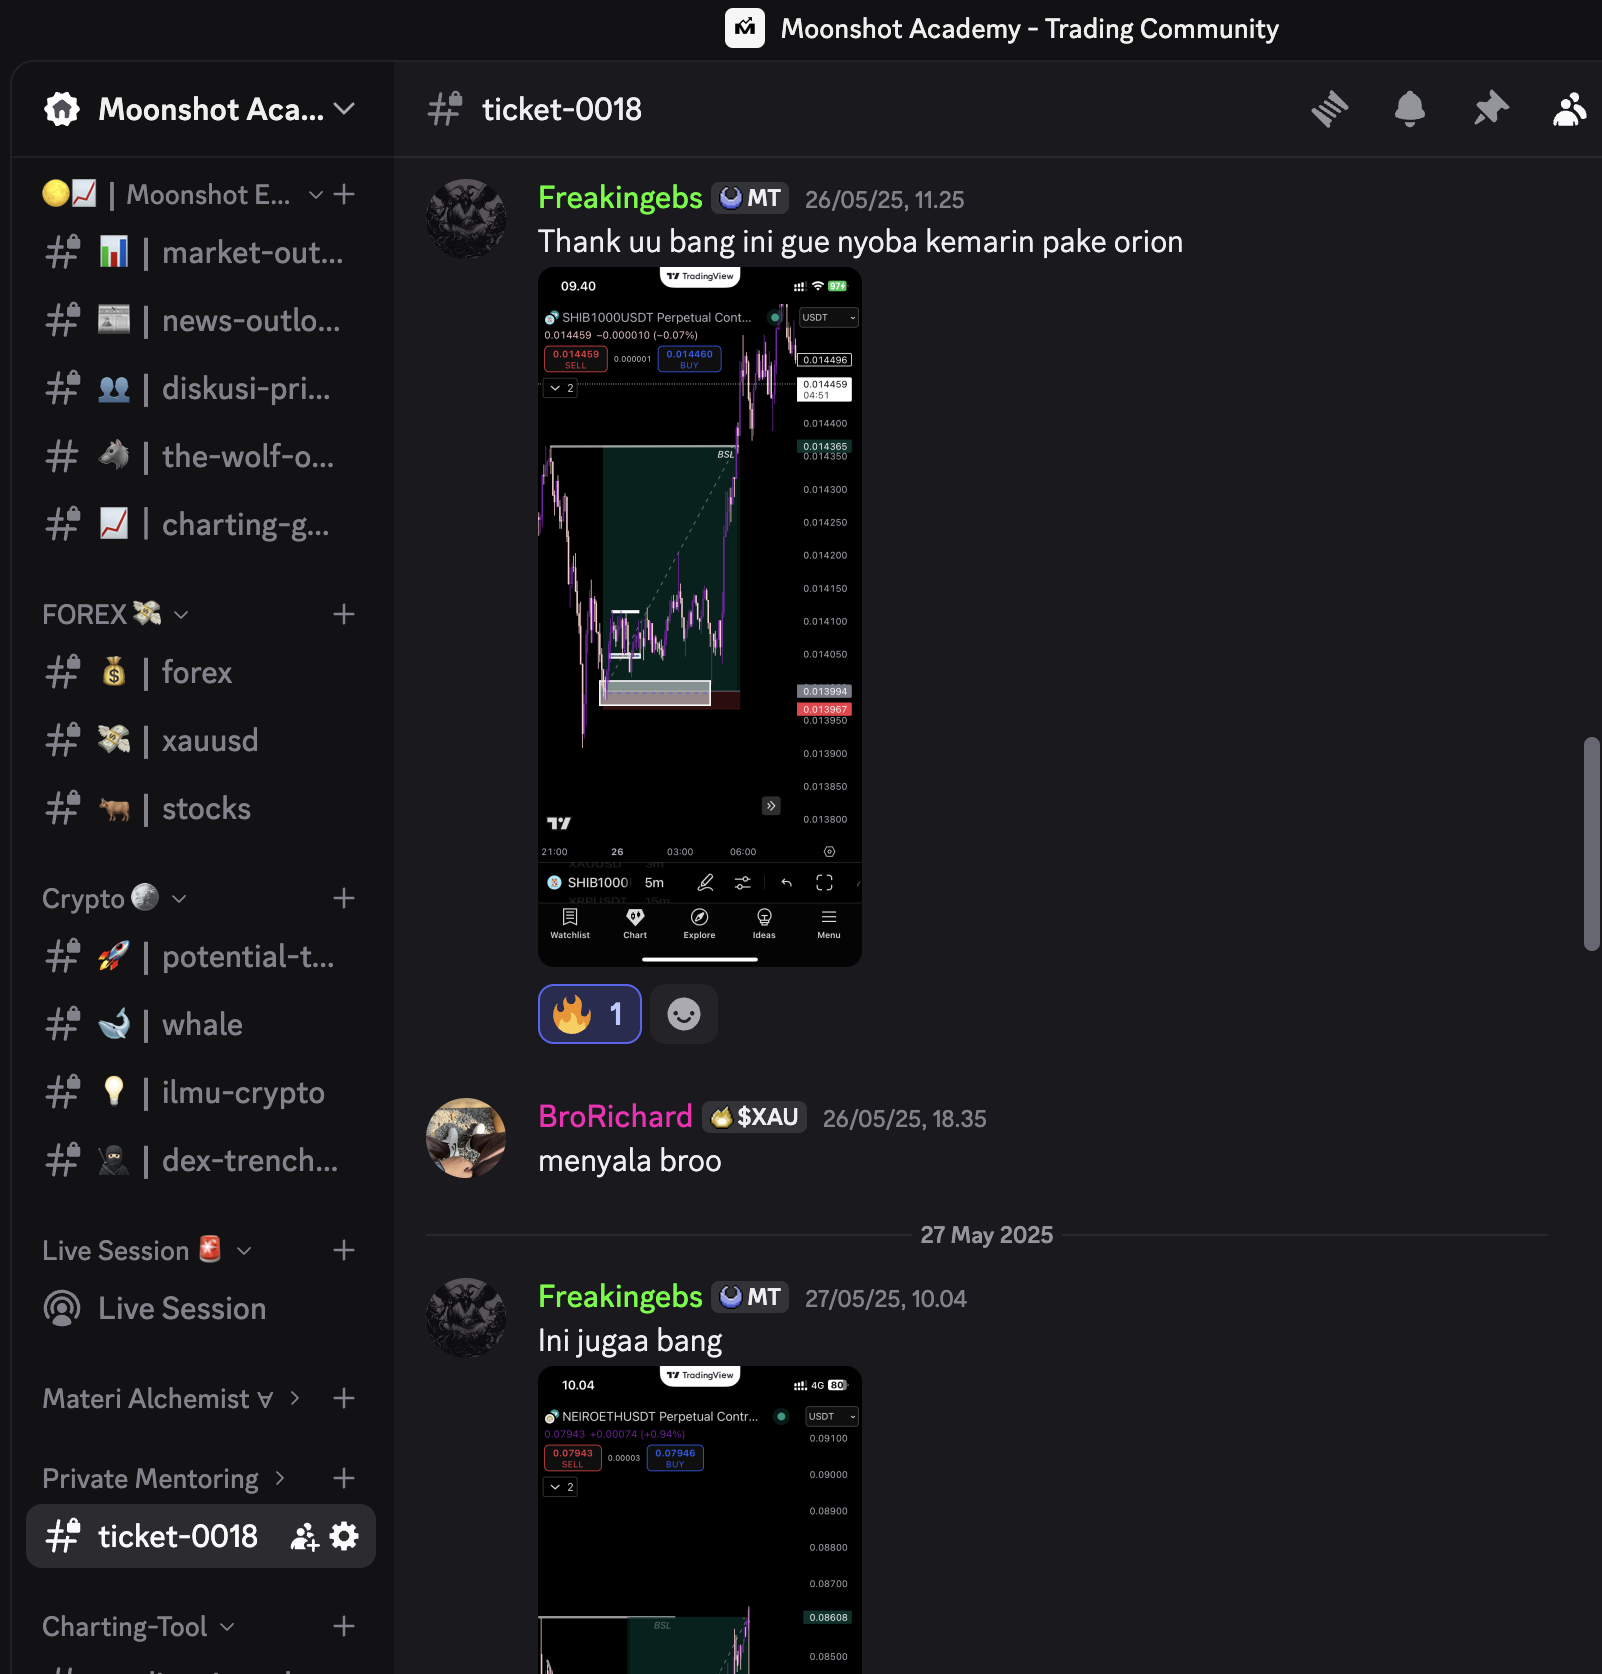 Moonshot Academy - Trading Community
Moonshot Aca...
ticket-0018
| Moonshot E...
| market-out...
| news-outlo...
| diskusi-pri...
| the-wolf-o...
| charting-g...
FOREX
| forex
| xauusd
| stocks
Crypto
| potential-t...
| whale
| ilmu-crypto
| dex-trench...
Live Session
Live Session
Materi Alchemist ∀
Private Mentoring
ticket-0018
Charting-Tool
Freakingebs MT 26/05/25, 11.25
Thank uu bang ini gue nyoba kemarin pake orion
TradingView
09.40
97
SHIB1000USDT Perpetual Cont...
USDT
0.014459 −0.000010 (−0.07%)
0.014459
SELL
0.000001
0.014460
BUY
2
0.014496
0.014459
04:51
0.014400
0.014365
0.014350
BSL
0.014300
0.014250
0.014200
0.014150
0.014100
0.014050
0.013994
0.013967
0.013950
0.013900
0.013850
0.013800
21:00 26 03:00 06:00
XAUUSD 3m
SHIB1000 5m
XRPUSDT 15m
Watchlist Chart Explore Ideas Menu
1
BroRichard $XAU 26/05/25, 18.35
menyala broo
27 May 2025
Freakingebs MT 27/05/25, 10.04
Ini jugaa bang
TradingView
10.04
4G 80
NEIROETHUSDT Perpetual Contr...
USDT
0.07943 +0.00074 (+0.94%)
0.07943
SELL
0.00003
0.07946
BUY
2
0.09100
0.09000
0.08900
0.08800
0.08700
0.08608
BSL
0.08500